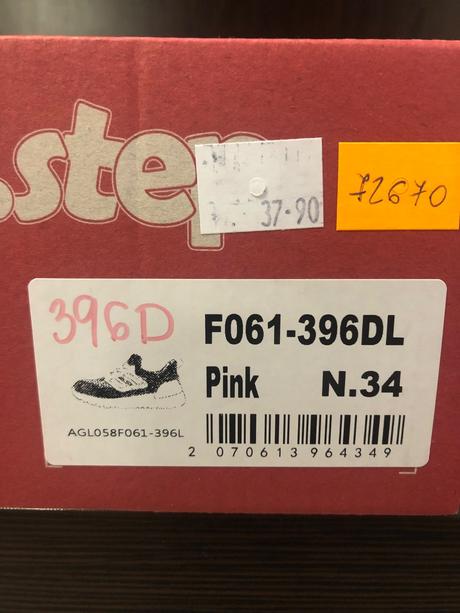 .step
37-90
72670
396D
F061-396DL
Pink N.34
AGL058F061-396L
2 070613 964349